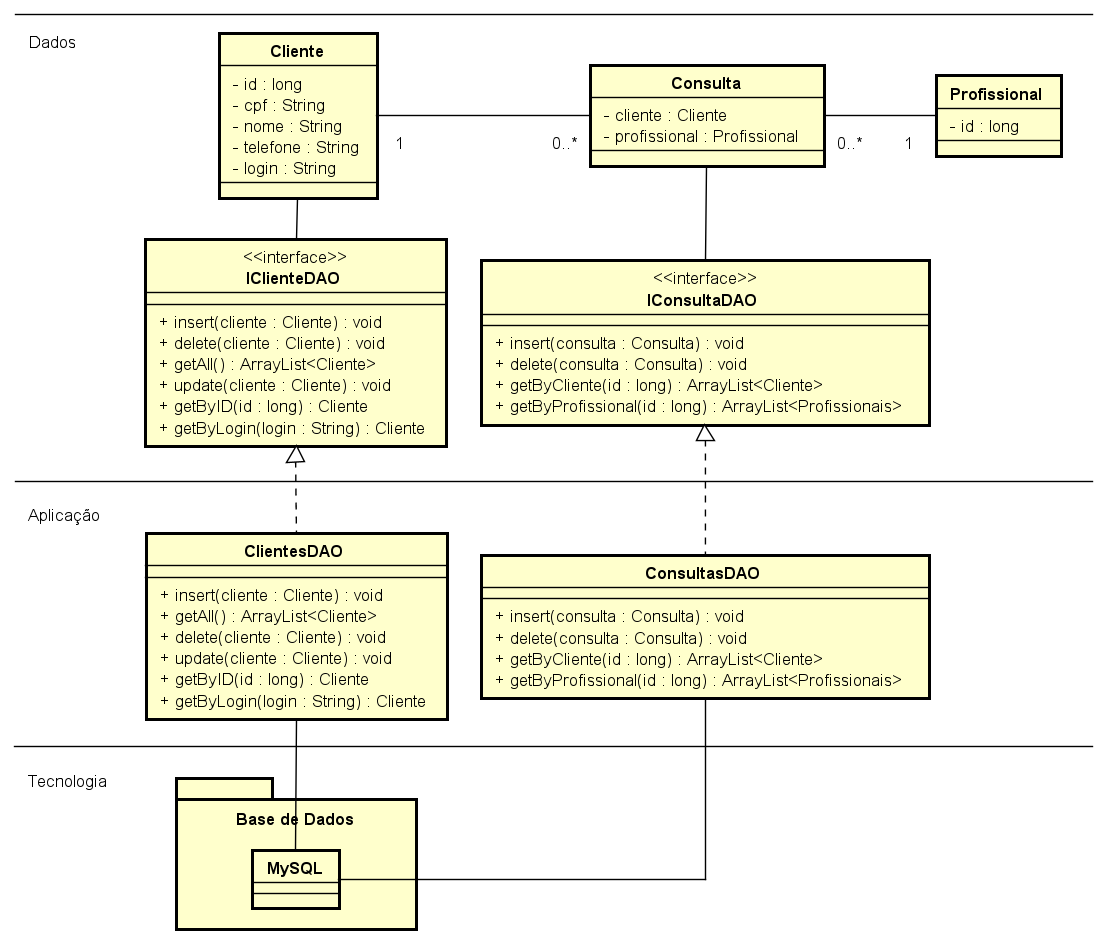 Dados
Cliente
- id : long
- cpf : String
- nome : String
- telefone : String
- login : String
1
0..*
Consulta
- cliente : Cliente
- profissional : Profissional
0..*
1
Profissional
- id : long
<<interface>>
IClienteDAO
+ insert(cliente : Cliente) : void
+ delete(cliente : Cliente) : void
+ getAll() : ArrayList<Cliente>
+ update(cliente : Cliente) : void
+ getByID(id : long) : Cliente
+ getByLogin(login : String) : Cliente
<<interface>>
IConsultaDAO
+ insert(consulta : Consulta) : void
+ delete(consulta : Consulta) : void
+ getByCliente(id : long) : ArrayList<Cliente>
+ getByProfissional(id : long) : ArrayList<Profissionais>
Aplicação
ClientesDAO
+ insert(cliente : Cliente) : void
+ getAll() : ArrayList<Cliente>
+ delete(cliente : Cliente) : void
+ update(cliente : Cliente) : void
+ getByID(id : long) : Cliente
+ getByLogin(login : String) : Cliente
ConsultasDAO
+ insert(consulta : Consulta) : void
+ delete(consulta : Consulta) : void
+ getByCliente(id : long) : ArrayList<Cliente>
+ getByProfissional(id : long) : ArrayList<Profissionais>
Tecnologia
Base de Dados
MySQL